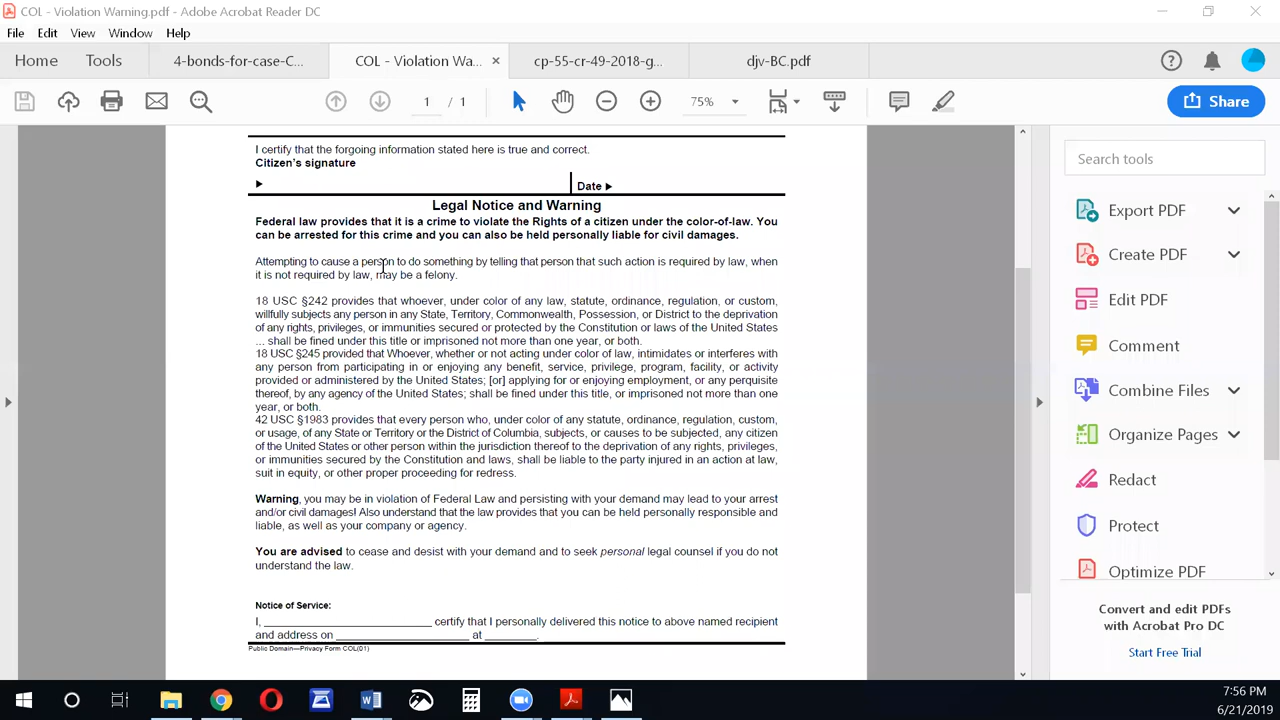 COL - Violation Warning.pdf - Adobe Acrobat Reader DC
File Edit View Window Help
Home Tools 4-bonds-for-case-C... COL - Violation Wa... × cp-55-cr-49-2018-g... djv-BC.pdf
1 / 1 75% Share
I certify that the forgoing information stated here is true and correct.
Citizen's signature
Date
Legal Notice and Warning
Federal law provides that it is a crime to violate the Rights of a citizen under the color-of-law. You
can be arrested for this crime and you can also be held personally liable for civil damages.
Attempting to cause a person to do something by telling that person that such action is required by law, when
it is not required by law, may be a felony.
18 USC §242 provides that whoever, under color of any law, statute, ordinance, regulation, or custom,
willfully subjects any person in any State, Territory, Commonwealth, Possession, or District to the deprivation
of any rights, privileges, or immunities secured or protected by the Constitution or laws of the United States
... shall be fined under this title or imprisoned not more than one year, or both.
18 USC §245 provided that Whoever, whether or not acting under color of law, intimidates or interferes with
any person from participating in or enjoying any benefit, service, privilege, program, facility, or activity
provided or administered by the United States; [or] applying for or enjoying employment, or any perquisite
thereof, by any agency of the United States; shall be fined under this title, or imprisoned not more than one
year, or both.
42 USC §1983 provides that every person who, under color of any statute, ordinance, regulation, custom,
or usage, of any State or Territory or the District of Columbia, subjects, or causes to be subjected, any citizen
of the United States or other person within the jurisdiction thereof to the deprivation of any rights, privileges,
or immunities secured by the Constitution and laws, shall be liable to the party injured in an action at law,
suit in equity, or other proper proceeding for redress.
Warning, you may be in violation of Federal Law and persisting with your demand may lead to your arrest
and/or civil damages! Also understand that the law provides that you can be held personally responsible and
liable, as well as your company or agency.
You are advised to cease and desist with your demand and to seek personal legal counsel if you do not
understand the law.
Notice of Service:
I, ____________________________ certify that I personally delivered this notice to above named recipient
and address on ______________________ at _________.
Public Domain—Privacy Form COL(01)
Search tools
Export PDF
Create PDF
Edit PDF
Comment
Combine Files
Organize Pages
Redact
Protect
Optimize PDF
Convert and edit PDFs
with Acrobat Pro DC
Start Free Trial
7:56 PM
6/21/2019